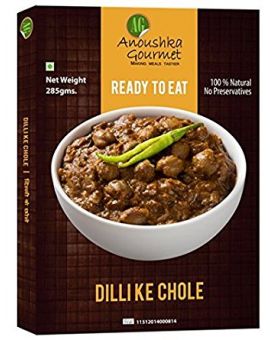 AG
Anoushka
Gourmet
MAKING MEALS TASTIER
Net Weight
285gms.
READY TO EAT
100 % Natural
No Preservatives
DILLI KE CHOLE | दिल्ली के छोले
DILLI KE CHOLE
11512014000814